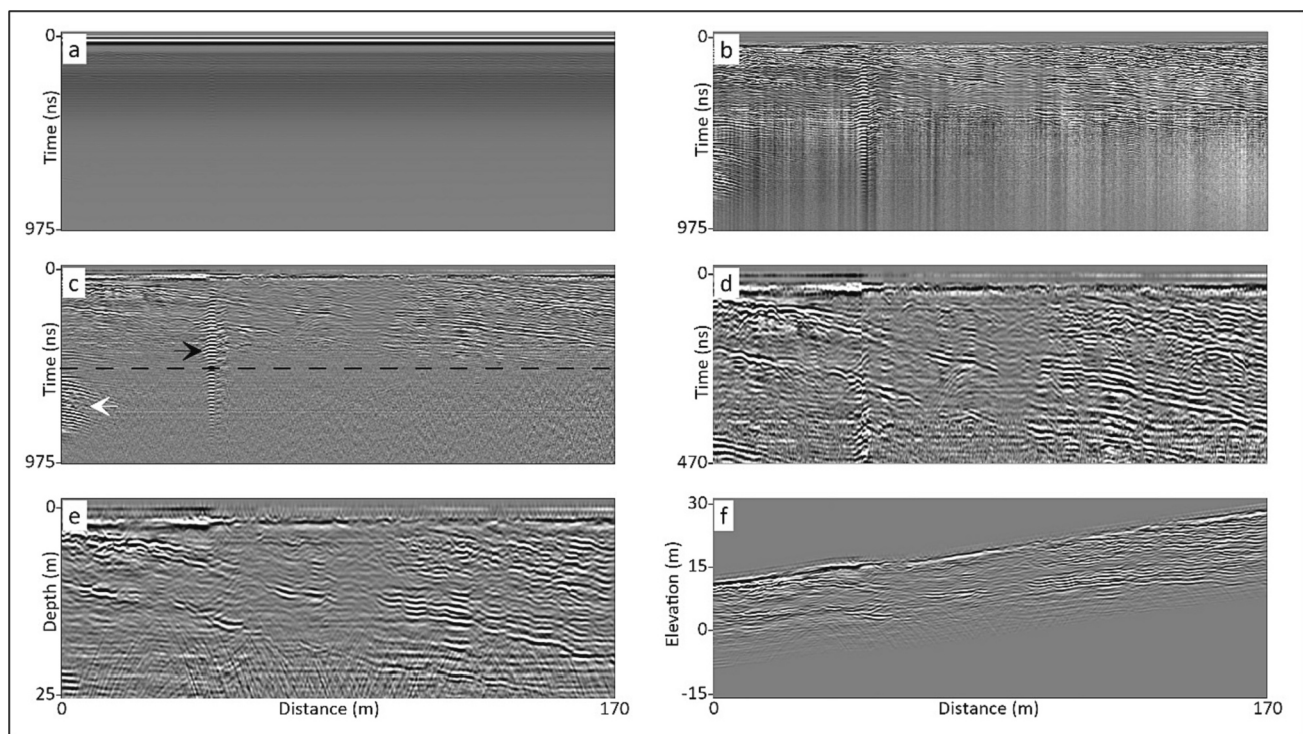 0
a
Time (ns)
975
0
b
Time (ns)
975
0
c
Time (ns)
975
0
d
Time (ns)
470
0
e
Depth (m)
25
0
Distance (m)
170
30
f
15
Elevation (m)
0
-15
0
Distance (m)
170